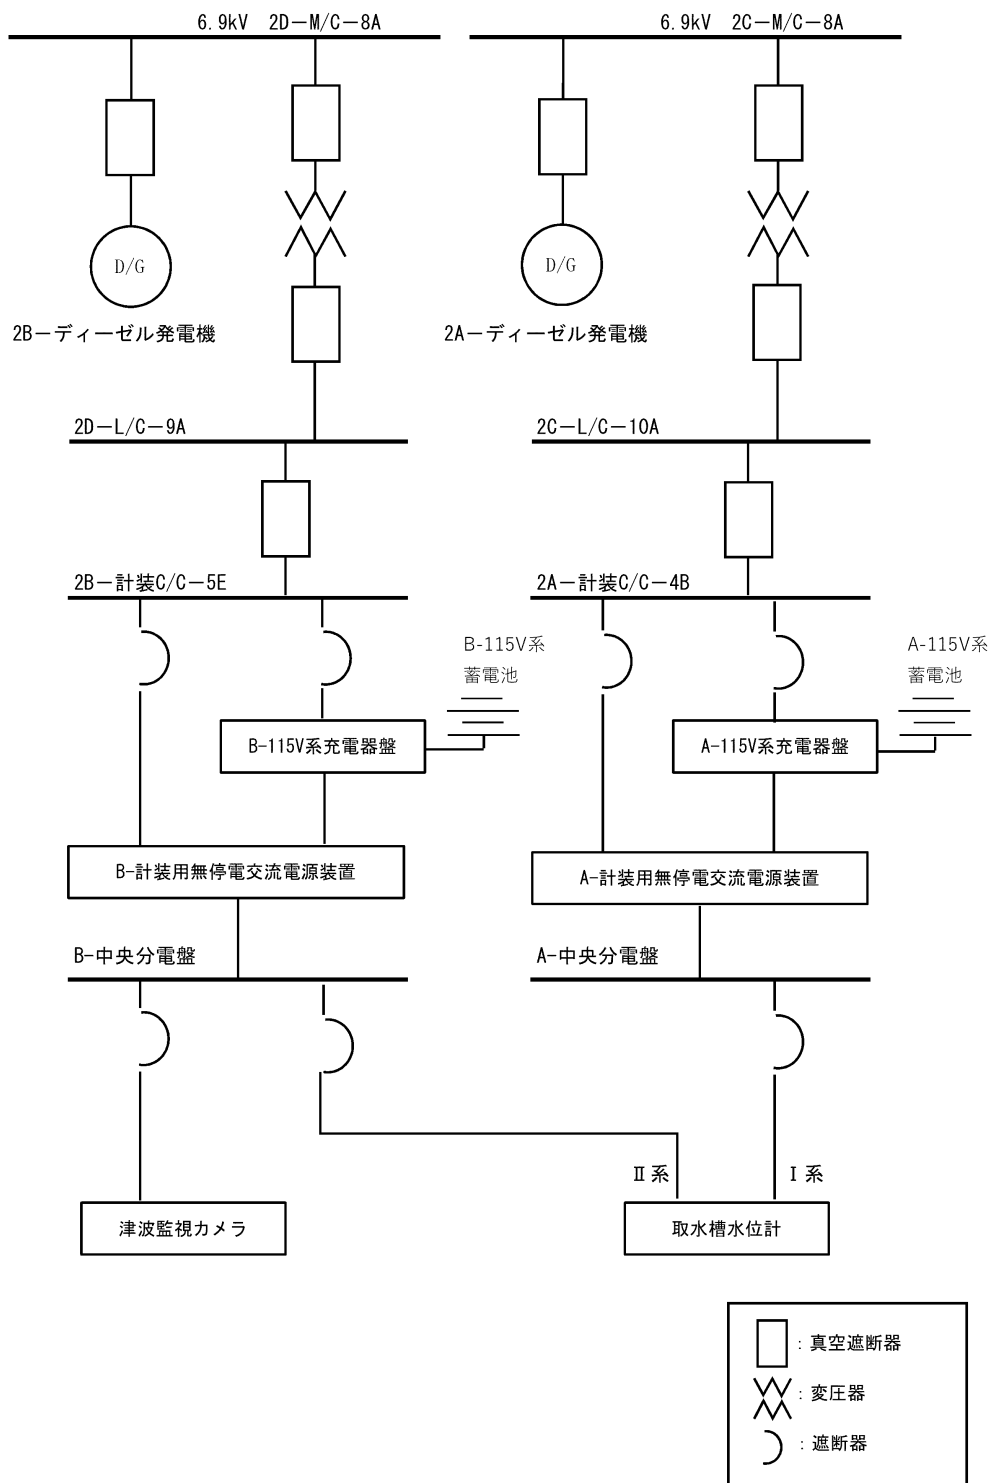 6.9kV 2D－M/C－8A
6.9kV 2C－M/C－8A
D/G
D/G
2B－ディーゼル発電機
2A－ディーゼル発電機
2D－L/C－9A
2C－L/C－10A
2B－計装C/C－5E
2A－計装C/C－4B
B-115V系
蓄電池
A-115V系
蓄電池
B-115V系充電器盤
A-115V系充電器盤
B-計装用無停電交流電源装置
A-計装用無停電交流電源装置
B-中央分電盤
A-中央分電盤
Ⅱ系
Ⅰ系
津波監視カメラ
取水槽水位計
：真空遮断器
：変圧器
：遮断器